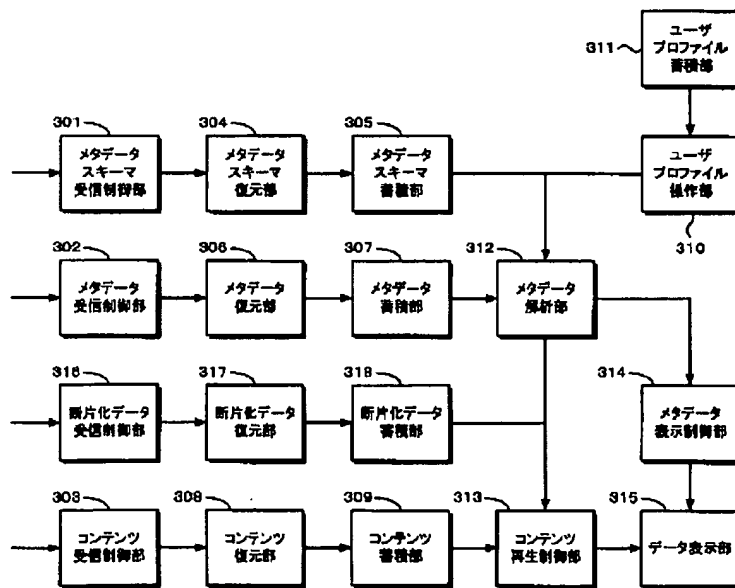 311
ユーザ
プロファイル
蓄積部
301
304
305
メタデータ
スキーマ
受信制御部
メタデータ
スキーマ
復元部
メタデータ
スキーマ
蓄積部
ユーザ
プロファイル
操作部
310
302
306
307
312
メタデータ
受信制御部
メタデータ
復元部
メタデータ
蓄積部
メタデータ
解析部
316
317
318
314
断片化データ
受信制御部
断片化データ
復元部
断片化データ
蓄積部
メタデータ
表示制御部
303
308
309
313
315
コンテンツ
受信制御部
コンテンツ
復元部
コンテンツ
蓄積部
コンテンツ
再生制御部
データ表示部